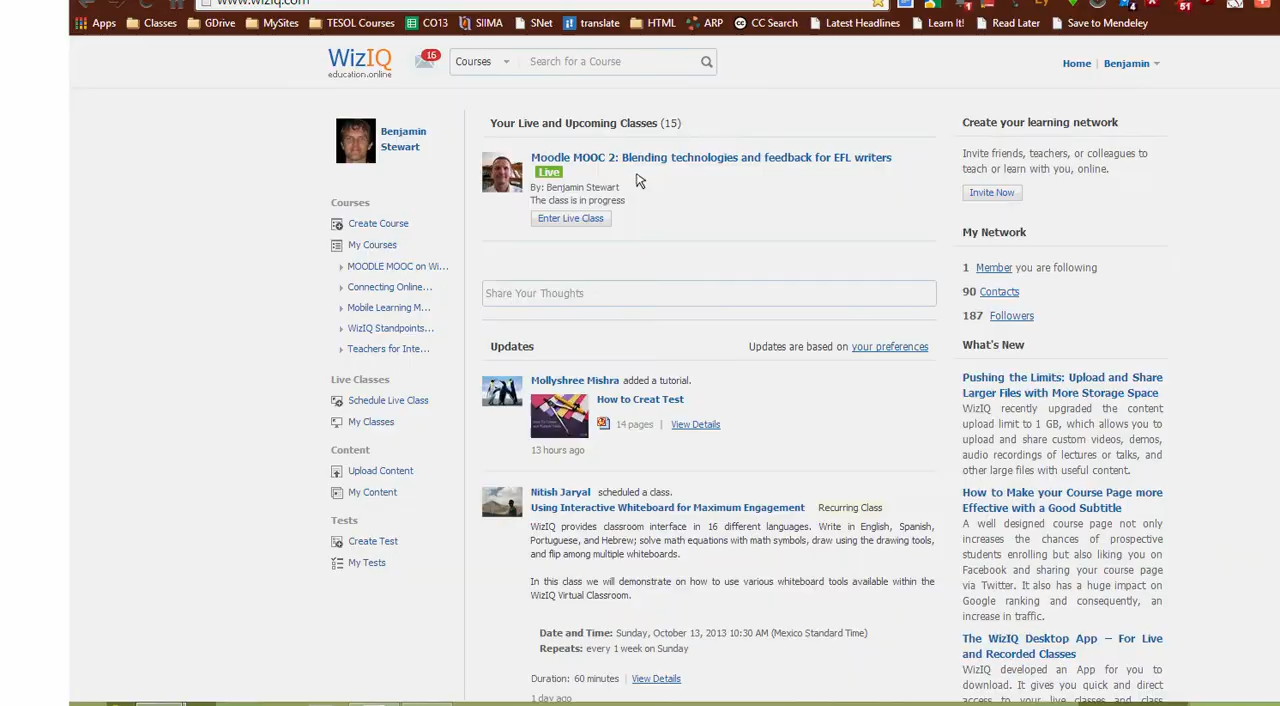 www.wiziq.com
51
Apps Classes GDrive MySites TESOL Courses CO13 SIIMA SNet translate HTML ARP CC Search Latest Headlines Learn It! Read Later Save to Mendeley
WizIQ
education.online
16
Courses
Search for a Course
Home | Benjamin
Benjamin
Stewart
Courses
Create Course
My Courses
MOODLE MOOC on Wi...
Connecting Online...
Mobile Learning M...
WizIQ Standpoints...
Teachers for Inte...
Live Classes
Schedule Live Class
My Classes
Content
Upload Content
My Content
Tests
Create Test
My Tests
Your Live and Upcoming Classes (15)
Moodle MOOC 2: Blending technologies and feedback for EFL writers
Live
By: Benjamin Stewart
The class is in progress
Enter Live Class
Share Your Thoughts
Updates
Updates are based on your preferences
Mollyshree Mishra added a tutorial.
How to Creat Test
14 pages | View Details
13 hours ago
Nitish Jaryal scheduled a class.
Using Interactive Whiteboard for Maximum Engagement Recurring Class
WizIQ provides classroom interface in 16 different languages. Write in English, Spanish,
Portuguese, and Hebrew; solve math equations with math symbols, draw using the drawing tools,
and flip among multiple whiteboards.
In this class we will demonstrate on how to use various whiteboard tools available within the
WizIQ Virtual Classroom.
Date and Time: Sunday, October 13, 2013 10:30 AM (Mexico Standard Time)
Repeats: every 1 week on Sunday
Duration: 60 minutes | View Details
1 day ago
Create your learning network
Invite friends, teachers, or colleagues to
teach or learn with you, online.
Invite Now
My Network
1 Member you are following
90 Contacts
187 Followers
What's New
Pushing the Limits: Upload and Share
Larger Files with More Storage Space
WizIQ recently upgraded the content
upload limit to 1 GB, which allows you to
upload and share custom videos, demos,
audio recordings of lectures or talks, and
other large files with useful content.
How to Make your Course Page more
Effective with a Good Subtitle
A well designed course page not only
increases the chances of prospective
students enrolling but also liking you on
Facebook and sharing your course page
via Twitter. It also has a huge impact on
Google ranking and consequently, an
increase in traffic.
The WizIQ Desktop App – For Live
and Recorded Classes
WizIQ developed an App for you to
download. It gives you quick and direct
access to your live classes and class